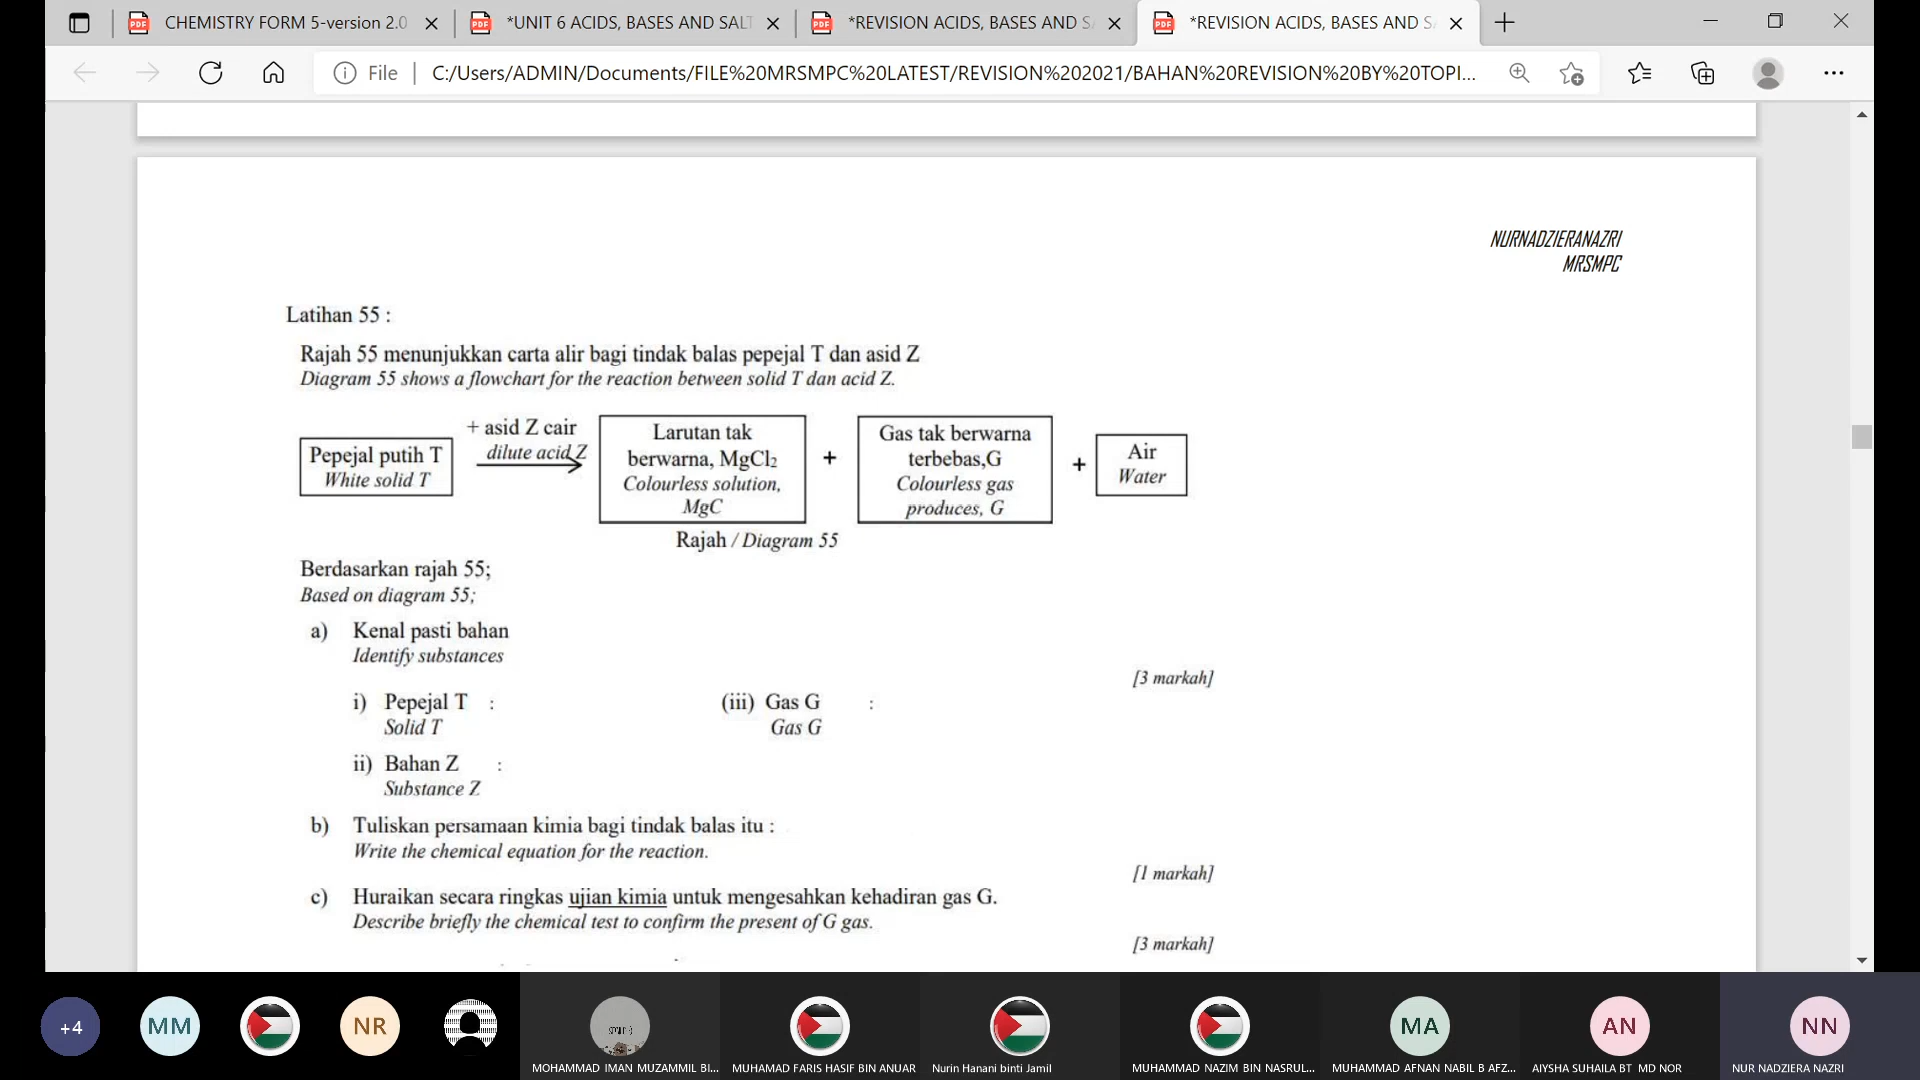 CHEMISTRY FORM 5-version 2.0
*UNIT 6 ACIDS, BASES AND SALT
*REVISION ACIDS, BASES AND S
*REVISION ACIDS, BASES AND S
File
C:/Users/ADMIN/Documents/FILE%20MRSMPC%20LATEST/REVISION%202021/BAHAN%20REVISION%20BY%20TOPI...
NURNADZIERANAZRI
MRSMPC
Latihan 55 :
Rajah 55 menunjukkan carta alir bagi tindak balas pepejal T dan asid Z
Diagram 55 shows a flowchart for the reaction between solid T dan acid Z.
Pepejal putih T
White solid T
+ asid Z cair
dilute acid Z
Larutan tak
berwarna, MgCl₂
Colourless solution,
MgC
+
Gas tak berwarna
terbebas,G
Colourless gas
produces, G
+
Air
Water
Rajah / Diagram 55
Berdasarkan rajah 55;
Based on diagram 55;
a) Kenal pasti bahan
Identify substances
[3 markah]
i) Pepejal T :
Solid T
(iii) Gas G :
Gas G
ii) Bahan Z :
Substance Z
b) Tuliskan persamaan kimia bagi tindak balas itu :
Write the chemical equation for the reaction.
[1 markah]
c) Huraikan secara ringkas ujian kimia untuk mengesahkan kehadiran gas G.
Describe briefly the chemical test to confirm the present of G gas.
[3 markah]
+4
MM
NR
MA
AN
NN
MOHAMMAD IMAN MUZAMMIL BI...
MUHAMAD FARIS HASIF BIN ANUAR
Nurin Hanani binti Jamil
MUHAMMAD NAZIM BIN NASRUL...
MUHAMMAD AFNAN NABIL B AFZ...
AIYSHA SUHAILA BT MD NOR
NUR NADZIERA NAZRI